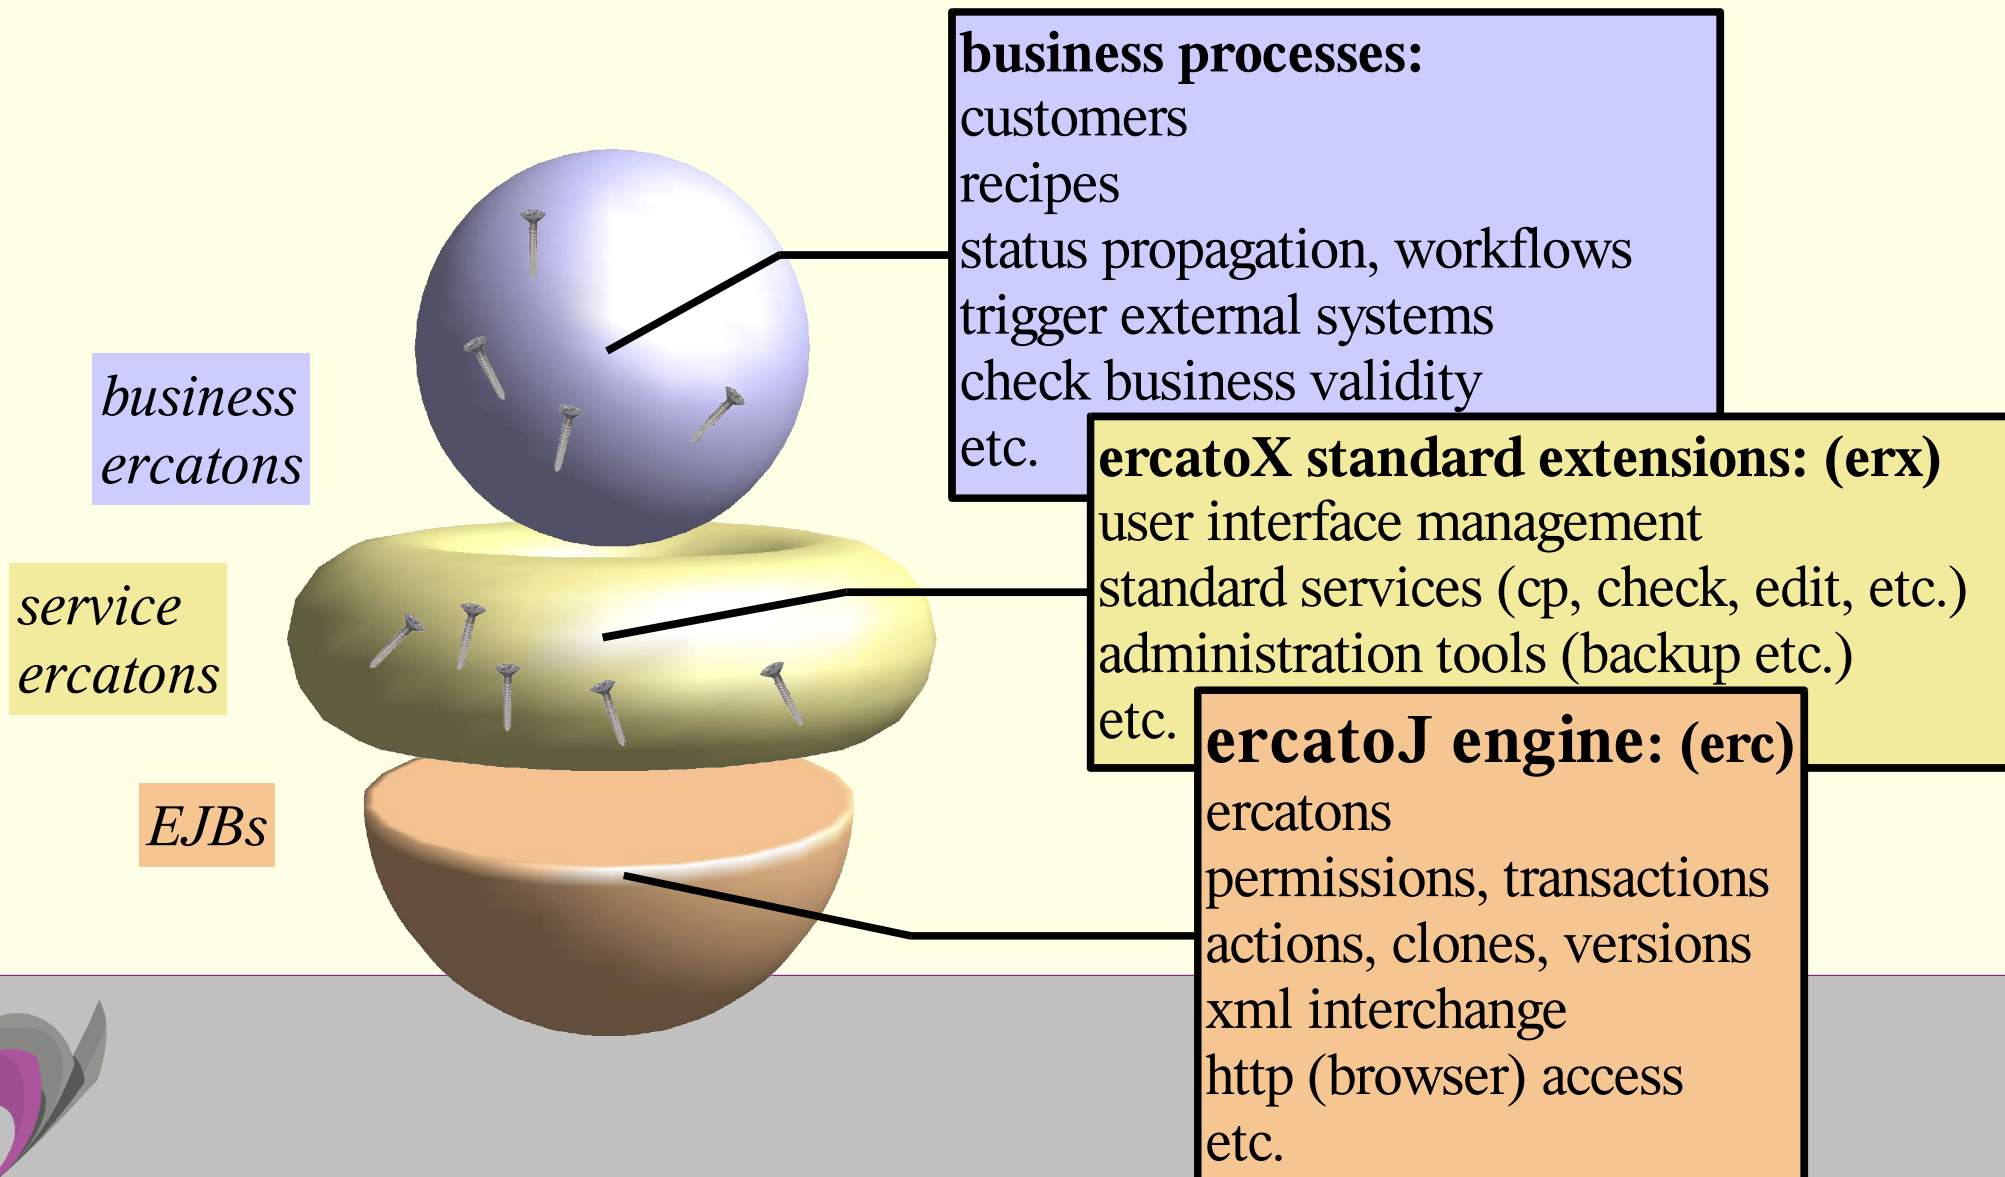 business processes:
customers
recipes
status propagation, workflows
trigger external systems
check business validity
etc.
business
ercatons
ercatoX standard extensions: (erx)
user interface management
standard services (cp, check, edit, etc.)
administration tools (backup etc.)
etc.
service
ercatons
ercatoJ engine: (erc)
ercatons
permissions, transactions
actions, clones, versions
xml interchange
http (browser) access
etc.
EJBs